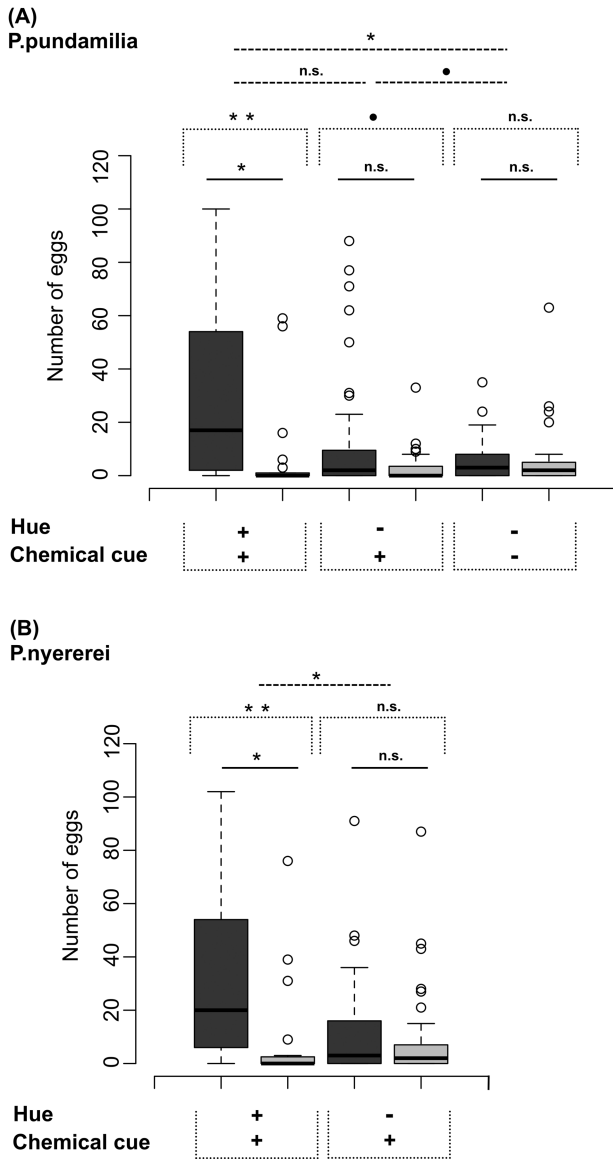 (A)
P.pundamilia
*
n.s. •
** • n.s.
* n.s. n.s.
120
100
80
60
40
20
0
Number of eggs
Hue + - -
Chemical cue + + -
(B)
P.nyererei
*
** n.s.
* n.s.
120
100
80
60
40
20
0
Number of eggs
Hue + -
Chemical cue + +